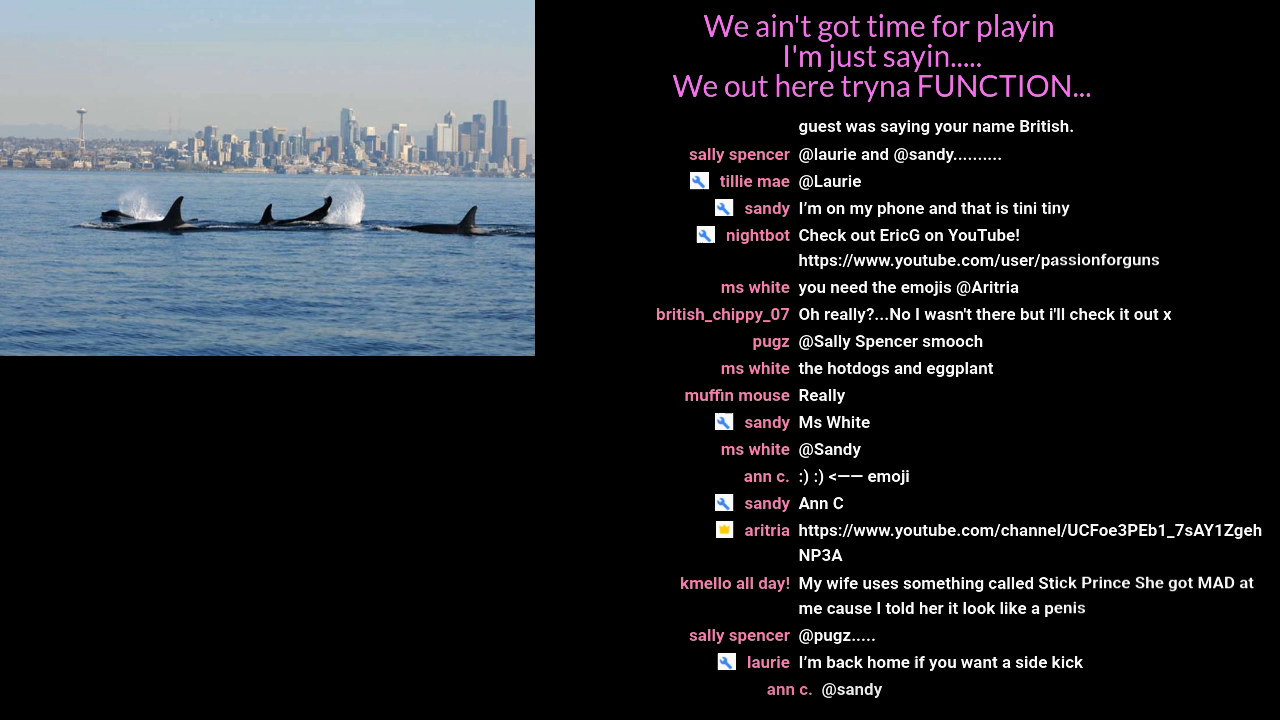 We ain't got time for playin
I'm just sayin.....
We out here tryna FUNCTION...
guest was saying your name British.
sally spencer @laurie and @sandy..........
tillie mae @Laurie
sandy I’m on my phone and that is tini tiny
nightbot Check out EricG on YouTube!
https://www.youtube.com/user/passionforguns
ms white you need the emojis @Aritria
british_chippy_07 Oh really?...No I wasn't there but i'll check it out x
pugz @Sally Spencer smooch
ms white the hotdogs and eggplant
muffin mouse Really
sandy Ms White
ms white @Sandy
ann c. :) :) <—— emoji
sandy Ann C
aritria https://www.youtube.com/channel/UCFoe3PEb1_7sAY1Zgeh
NP3A
kmello all day! My wife uses something called Stick Prince She got MAD at
me cause I told her it look like a penis
sally spencer @pugz.....
laurie I’m back home if you want a side kick
ann c. @sandy